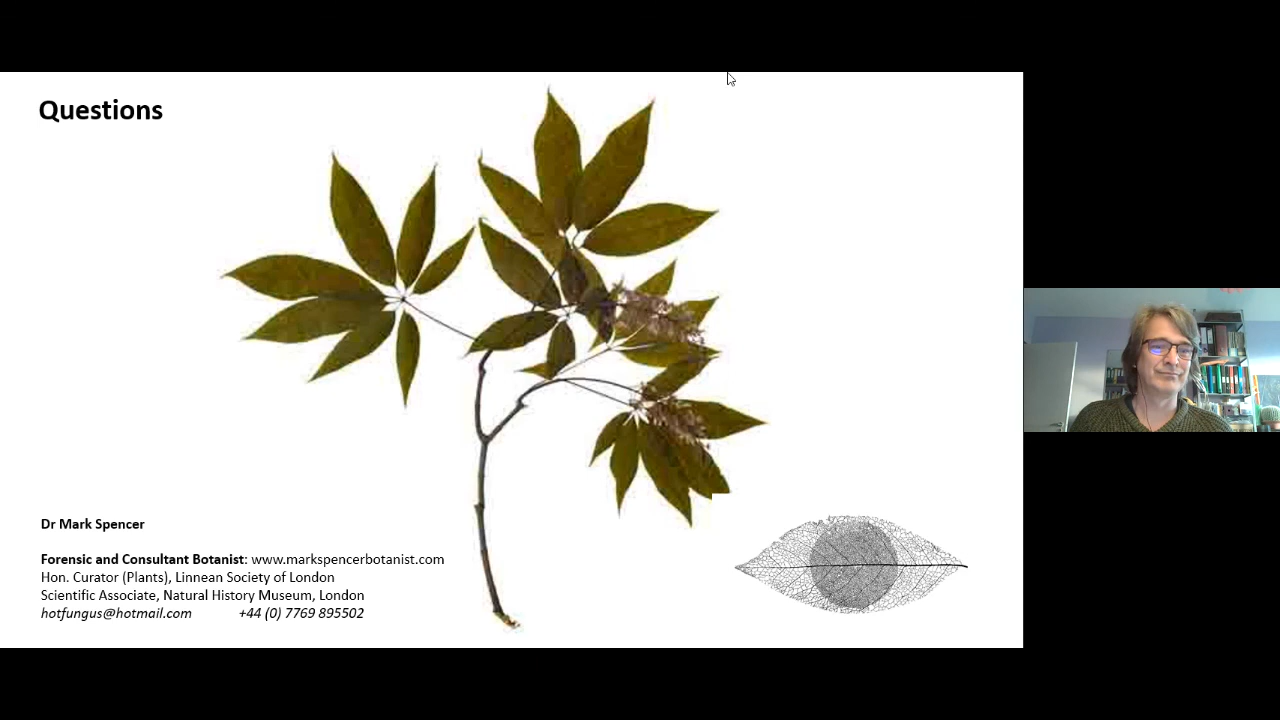 Questions
Dr Mark Spencer
Forensic and Consultant Botanist: www.markspencerbotanist.com
Hon. Curator (Plants), Linnean Society of London
Scientific Associate, Natural History Museum, London
hotfungus@hotmail.com +44 (0) 7769 895502